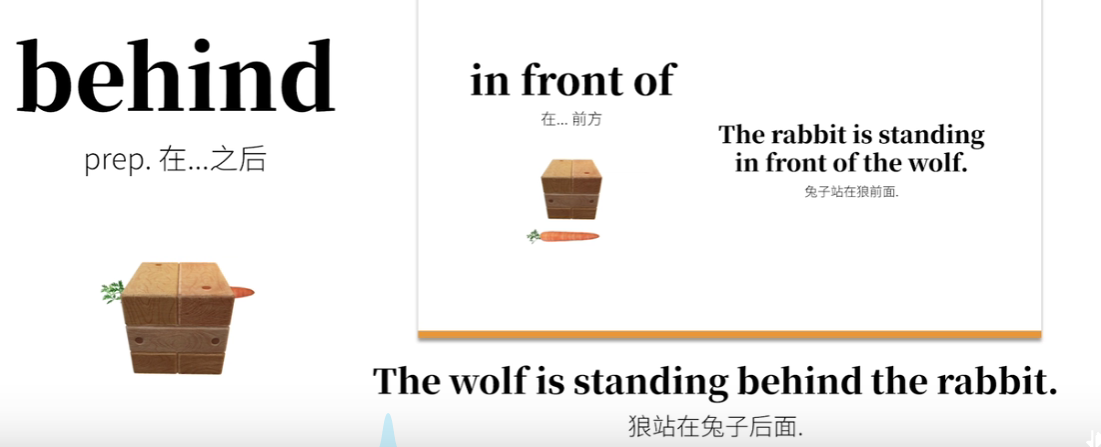 behind
prep. 在...之后
in front of
在... 前方
The rabbit is standing
in front of the wolf.
兔子站在狼前面.
The wolf is standing behind the rabbit.
狼站在兔子后面.